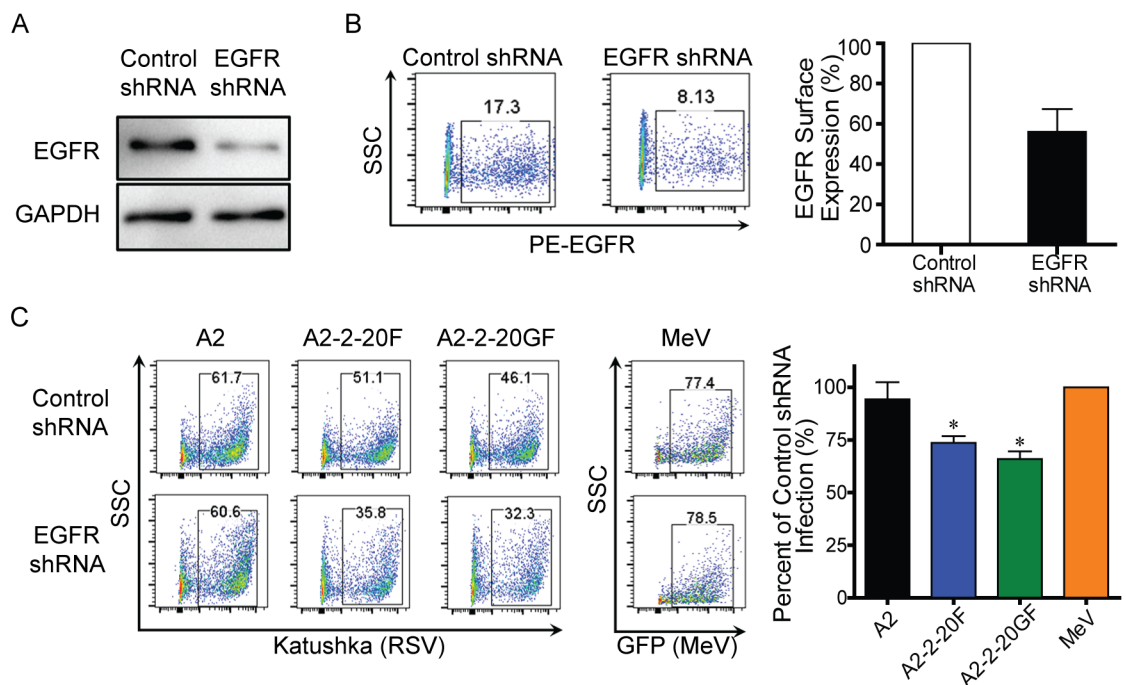 A
Control
shRNA
EGFR
shRNA
EGFR
GAPDH
B
Control shRNA
EGFR shRNA
17.3
8.13
SSC
PE-EGFR
EGFR Surface
Expression (%)
100
80
60
40
20
0
Control
shRNA
EGFR
shRNA
C
A2
A2-2-20F
A2-2-20GF
MeV
Control
shRNA
61.7
51.1
46.1
77.4
EGFR
shRNA
60.6
35.8
32.3
78.5
SSC
SSC
Katushka (RSV)
GFP (MeV)
Percent of Control shRNA
Infection (%)
100
75
50
25
0
*
*
A2
A2-2-20F
A2-2-20GF
MeV